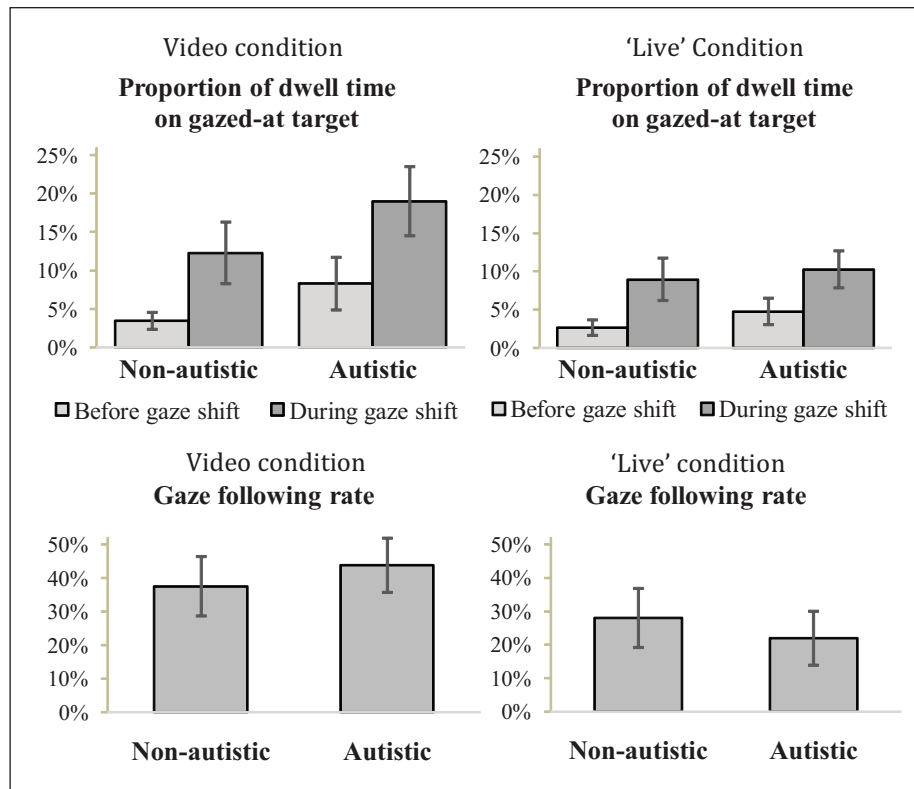 Video condition
Proportion of dwell time
on gazed-at target
25%
20%
15%
10%
5%
0%
Non-autistic Autistic
Before gaze shift During gaze shift
‘Live’ Condition
Proportion of dwell time
on gazed-at target
25%
20%
15%
10%
5%
0%
Non-autistic Autistic
Before gaze shift During gaze shift
Video condition
Gaze following rate
50%
40%
30%
20%
10%
0%
Non-autistic Autistic
‘Live’ condition
Gaze following rate
50%
40%
30%
20%
10%
0%
Non-autistic Autistic